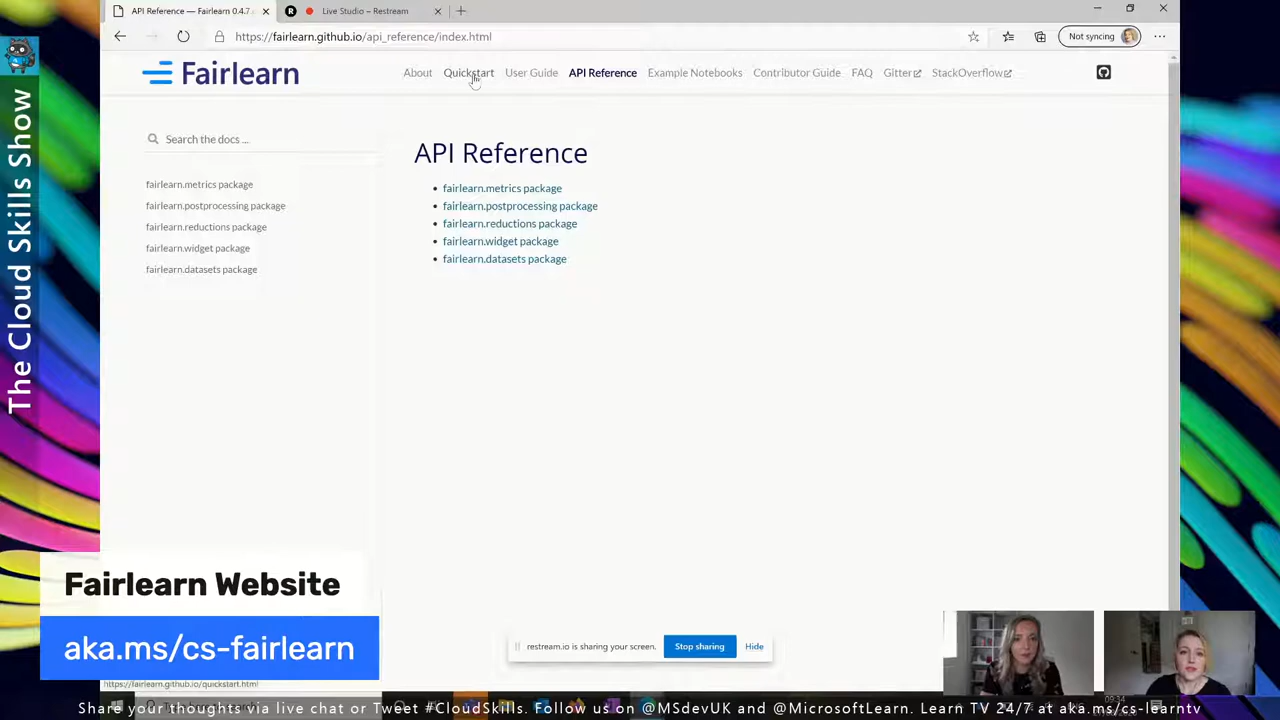 The Cloud Skills Show
API Reference — Fairlearn 0.4.7.
Live Studio - Restream
https://fairlearn.github.io/api_reference/index.html
Not syncing
Fairlearn
About Quickstart User Guide API Reference Example Notebooks Contributor Guide FAQ Gitter StackOverflow
Search the docs ...
fairlearn.metrics package
fairlearn.postprocessing package
fairlearn.reductions package
fairlearn.widget package
fairlearn.datasets package
API Reference
fairlearn.metrics package
fairlearn.postprocessing package
fairlearn.reductions package
fairlearn.widget package
fairlearn.datasets package
Fairlearn Website
aka.ms/cs-fairlearn
restream.io is sharing your screen. Stop sharing Hide
https://fairlearn.github.io/quickstart.html
09:34
Share your thoughts via live chat or Tweet #CloudSkills. Follow us on @MSdevUK and @MicrosoftLearn. Learn TV 24/7 at aka.ms/cs-learntv